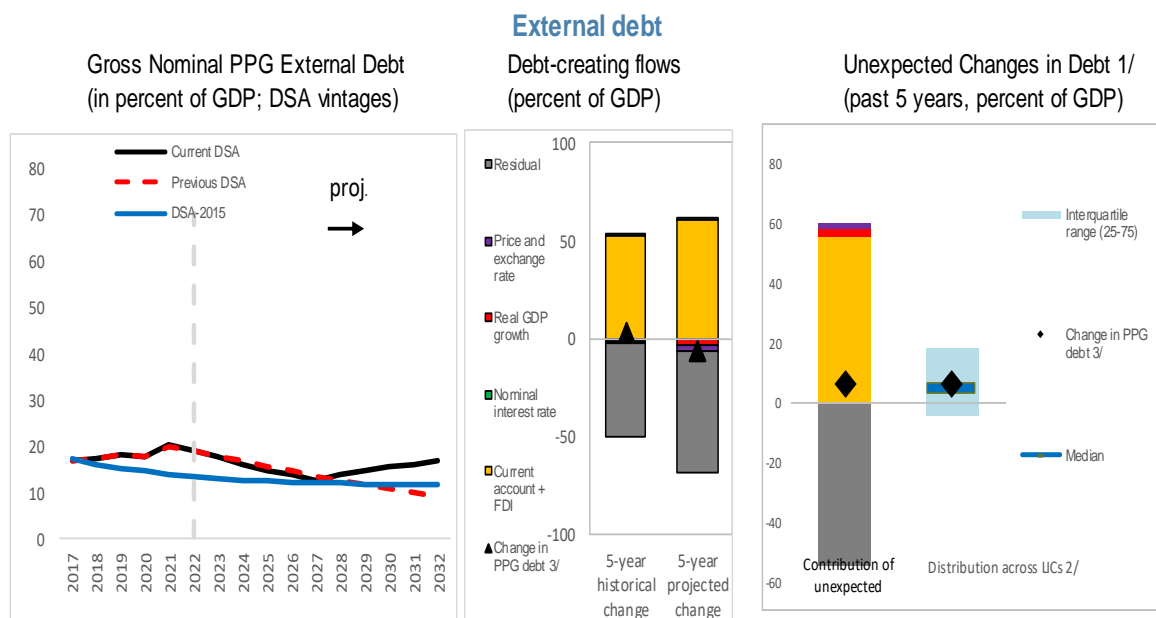 External debt
Gross Nominal PPG External Debt
(in percent of GDP; DSA vintages)
80
70
60
50
40
30
20
10
0
Current DSA
Previous DSA
DSA-2015
proj.
2017
2018
2019
2020
2021
2022
2023
2024
2025
2026
2027
2028
2029
2030
2031
2032
Debt-creating flows
(percent of GDP)
Residual
Price and
exchange
rate
Real GDP
growth
Nominal
interest rate
Current
account +
FDI
Change in
PPG debt 3/
100
50
0
-50
-100
5-year
historical
change
5-year
projected
change
Unexpected Changes in Debt 1/
(past 5 years, percent of GDP)
80
60
40
20
0
-20
-40
-60
Interquartile
range (25-75)
Change in PPG
debt 3/
Median
Contribution of
unexpected
Distribution across LICs 2/